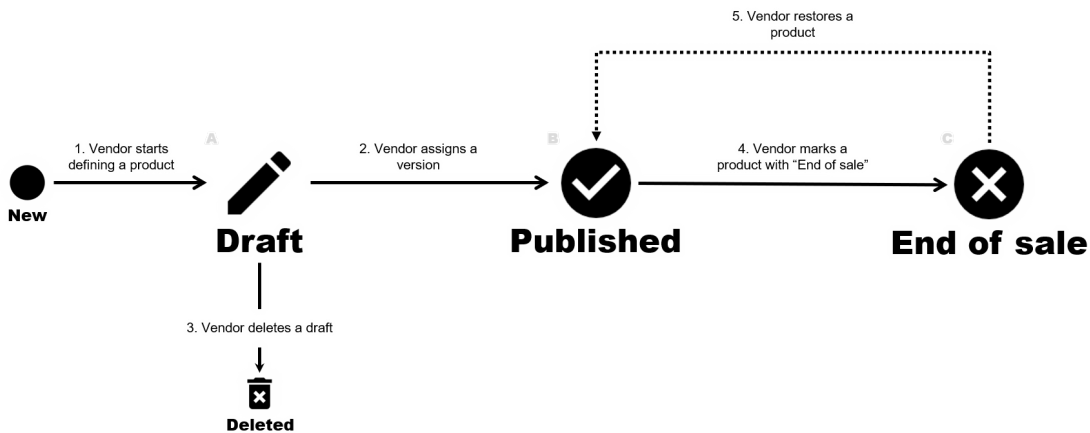 5. Vendor restores a
product
A
B
C
1. Vendor starts
defining a product
2. Vendor assigns a
version
4. Vendor marks a
product with “End of sale”
New
Draft
Published
End of sale
3. Vendor deletes a draft
Deleted